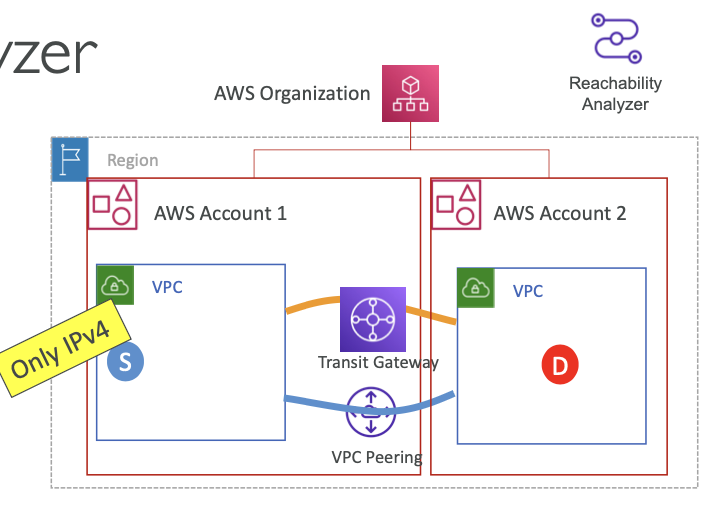 yzer
AWS Organization
Reachability
Analyzer
Region
AWS Account 1
AWS Account 2
VPC
VPC
Only IPv4
S
D
Transit Gateway
VPC Peering